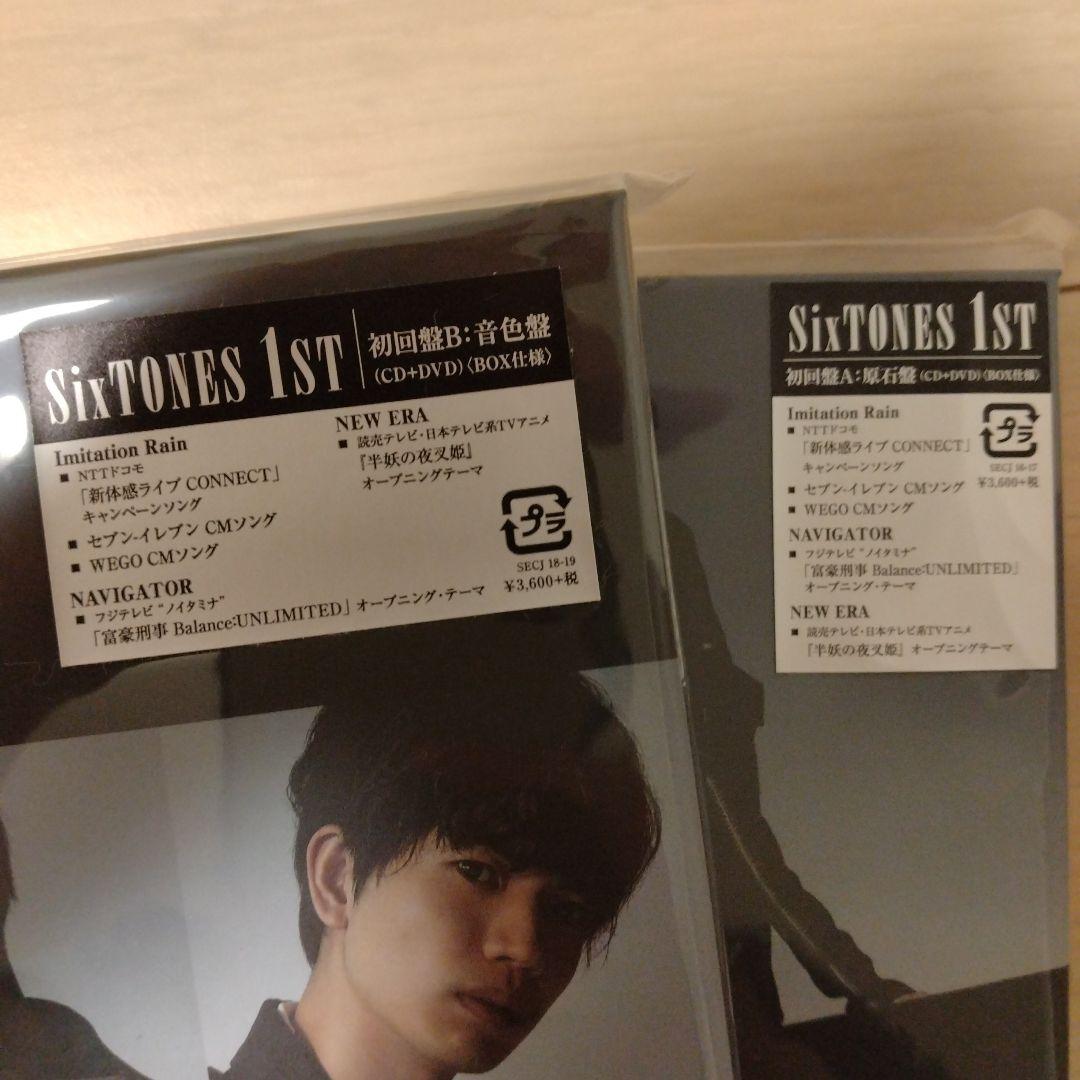 SixTONES 1ST
初回盤B:音色盤
(CD+DVD)〈BOX仕様〉
Imitation Rain
■ NTTドコモ
「新体感ライブ CONNECT」
キャンペーンソング
■ セブン-イレブン CMソング
■ WEGO CMソング
NAVIGATOR
■ フジテレビ“ノイタミナ”
「富豪刑事 Balance:UNLIMITED」オープニング・テーマ
NEW ERA
■ 読売テレビ・日本テレビ系TVアニメ
『半妖の夜叉姫』
オープニングテーマ
プラ
SECJ 18-19
¥3,600+税
SixTONES 1ST
初回盤A:原石盤 (CD+DVD)〈BOX仕様〉
Imitation Rain
■ NTTドコモ
「新体感ライブ CONNECT」
キャンペーンソング
■ セブン-イレブン CMソング
■ WEGO CMソング
プラ
SECJ 16-17
¥3,600+税
NAVIGATOR
■ フジテレビ“ノイタミナ”
「富豪刑事 Balance:UNLIMITED」
オープニング・テーマ
NEW ERA
■ 読売テレビ・日本テレビ系TVアニメ
『半妖の夜叉姫』オープニングテーマ